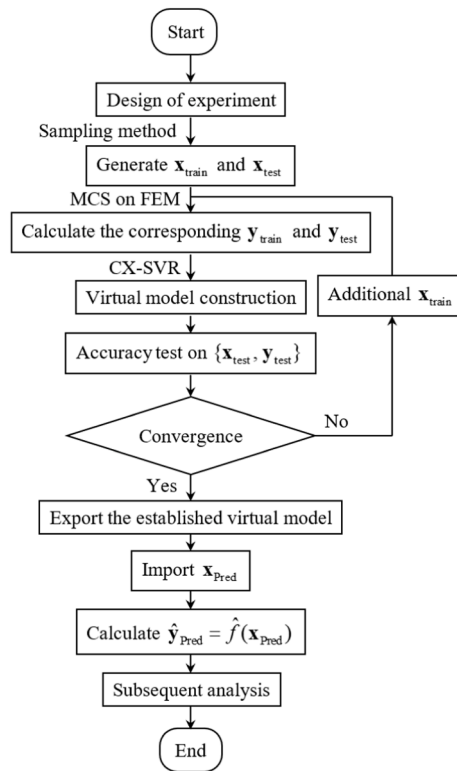 Start
Design of experiment
Sampling method
Generate x_train and x_test
MCS on FEM
Calculate the corresponding y_train and y_test
CX-SVR
Virtual model construction
Additional x_train
Accuracy test on {x_test, y_test}
Convergence
No
Yes
Export the established virtual model
Import x_Pred
Calculate ŷ_Pred = f̂(x_Pred)
Subsequent analysis
End